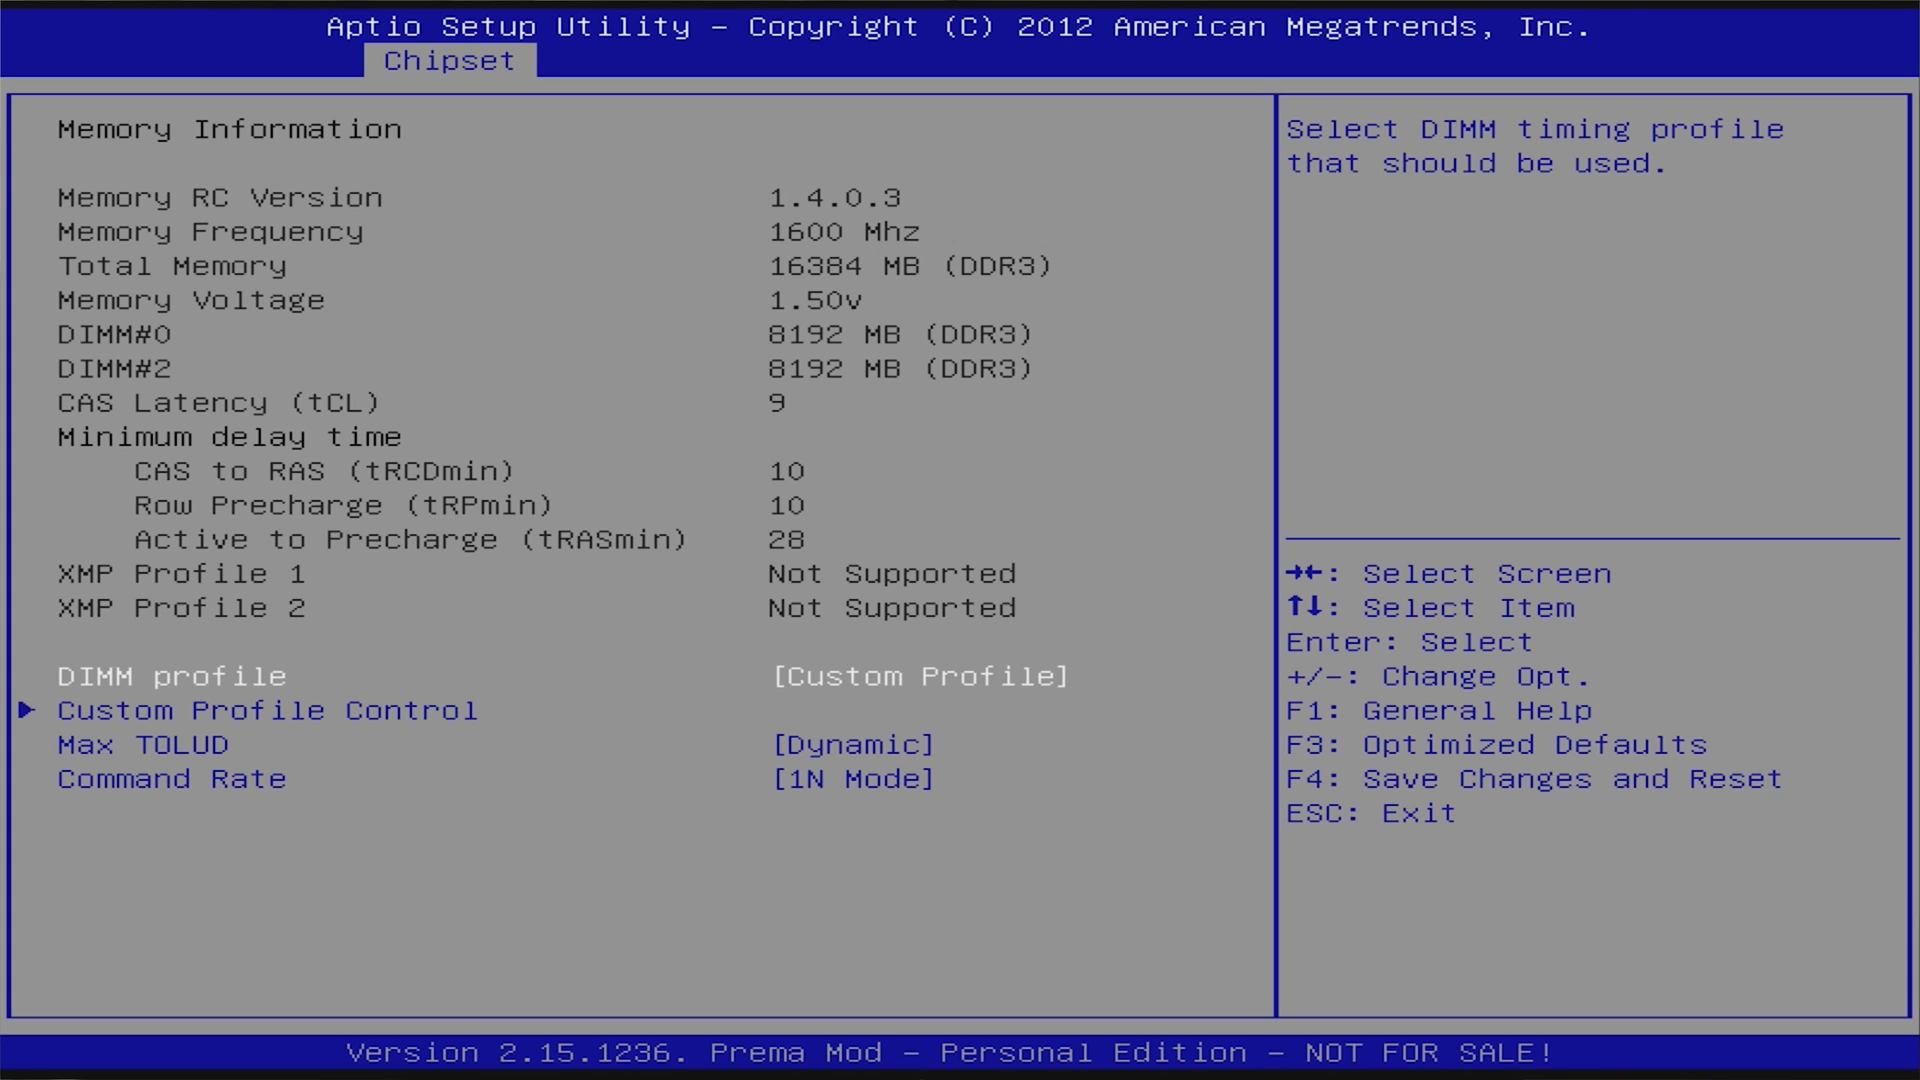 Aptio Setup Utility – Copyright (C) 2012 American Megatrends, Inc.
Chipset
Memory Information
Memory RC Version 1.4.0.3
Memory Frequency 1600 Mhz
Total Memory 16384 MB (DDR3)
Memory Voltage 1.50v
DIMM#0 8192 MB (DDR3)
DIMM#2 8192 MB (DDR3)
CAS Latency (tCL) 9
Minimum delay time
CAS to RAS (tRCDmin) 10
Row Precharge (tRPmin) 10
Active to Precharge (tRASmin) 28
XMP Profile 1 Not Supported
XMP Profile 2 Not Supported
DIMM profile [Custom Profile]
Custom Profile Control
Max TOLUD [Dynamic]
Command Rate [1N Mode]
Select DIMM timing profile
that should be used.
→←: Select Screen
↑↓: Select Item
Enter: Select
+/-: Change Opt.
F1: General Help
F3: Optimized Defaults
F4: Save Changes and Reset
ESC: Exit
Version 2.15.1236. Prema Mod – Personal Edition – NOT FOR SALE!